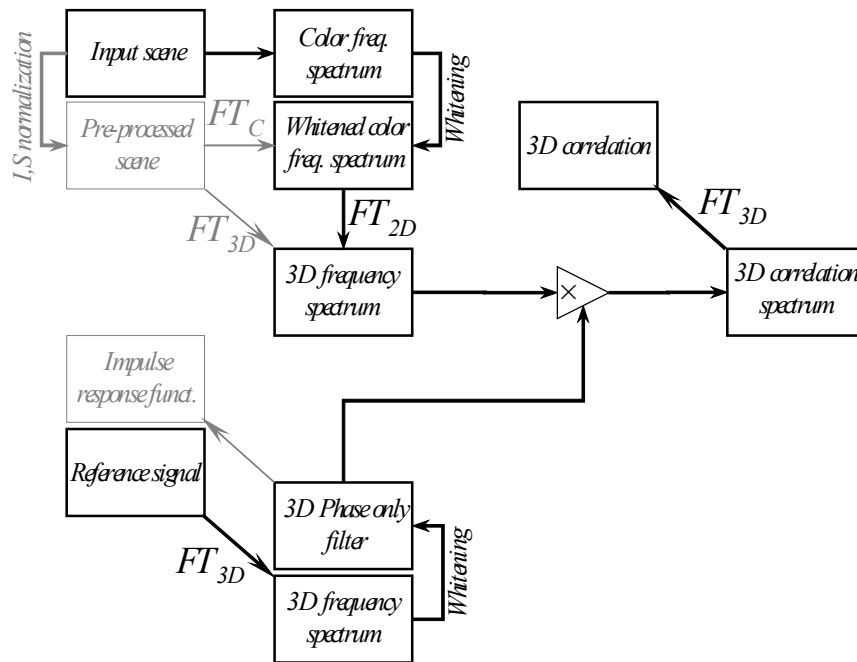 Input scene
Color freq.
spectrum
I,S normalization
Whitening
Pre-processed
scene
FT_C
Whitened color
freq. spectrum
3D correlation
FT_3D
FT_2D
FT_3D
3D frequency
spectrum
×
3D correlation
spectrum
Impulse
response funct.
Reference signal
3D Phase only
filter
FT_3D
Whitening
3D frequency
spectrum